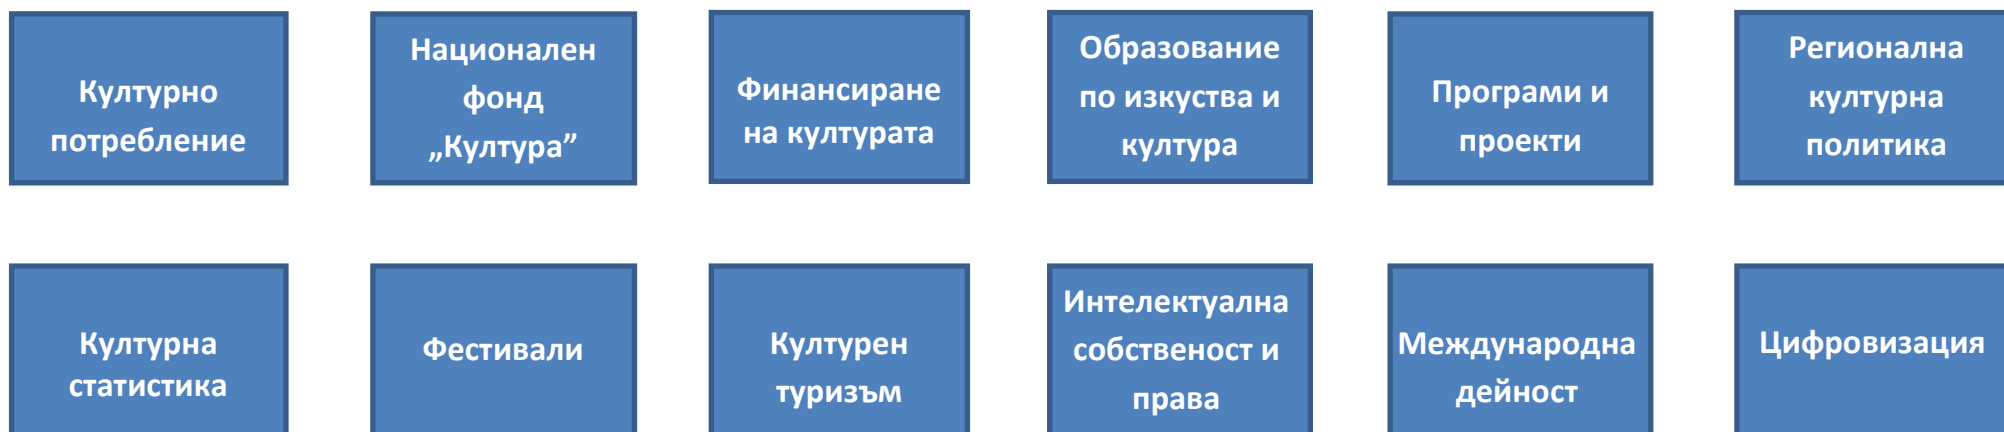 Културно
потребление
Национален
фонд
„Култура”
Финансиране
на културата
Образование
по изкуства и
култура
Програми и
проекти
Регионална
културна
политика
Културна
статистика
Фестивали
Културен
туризъм
Интелектуална
собственост и
права
Международна
дейност
Цифровизация